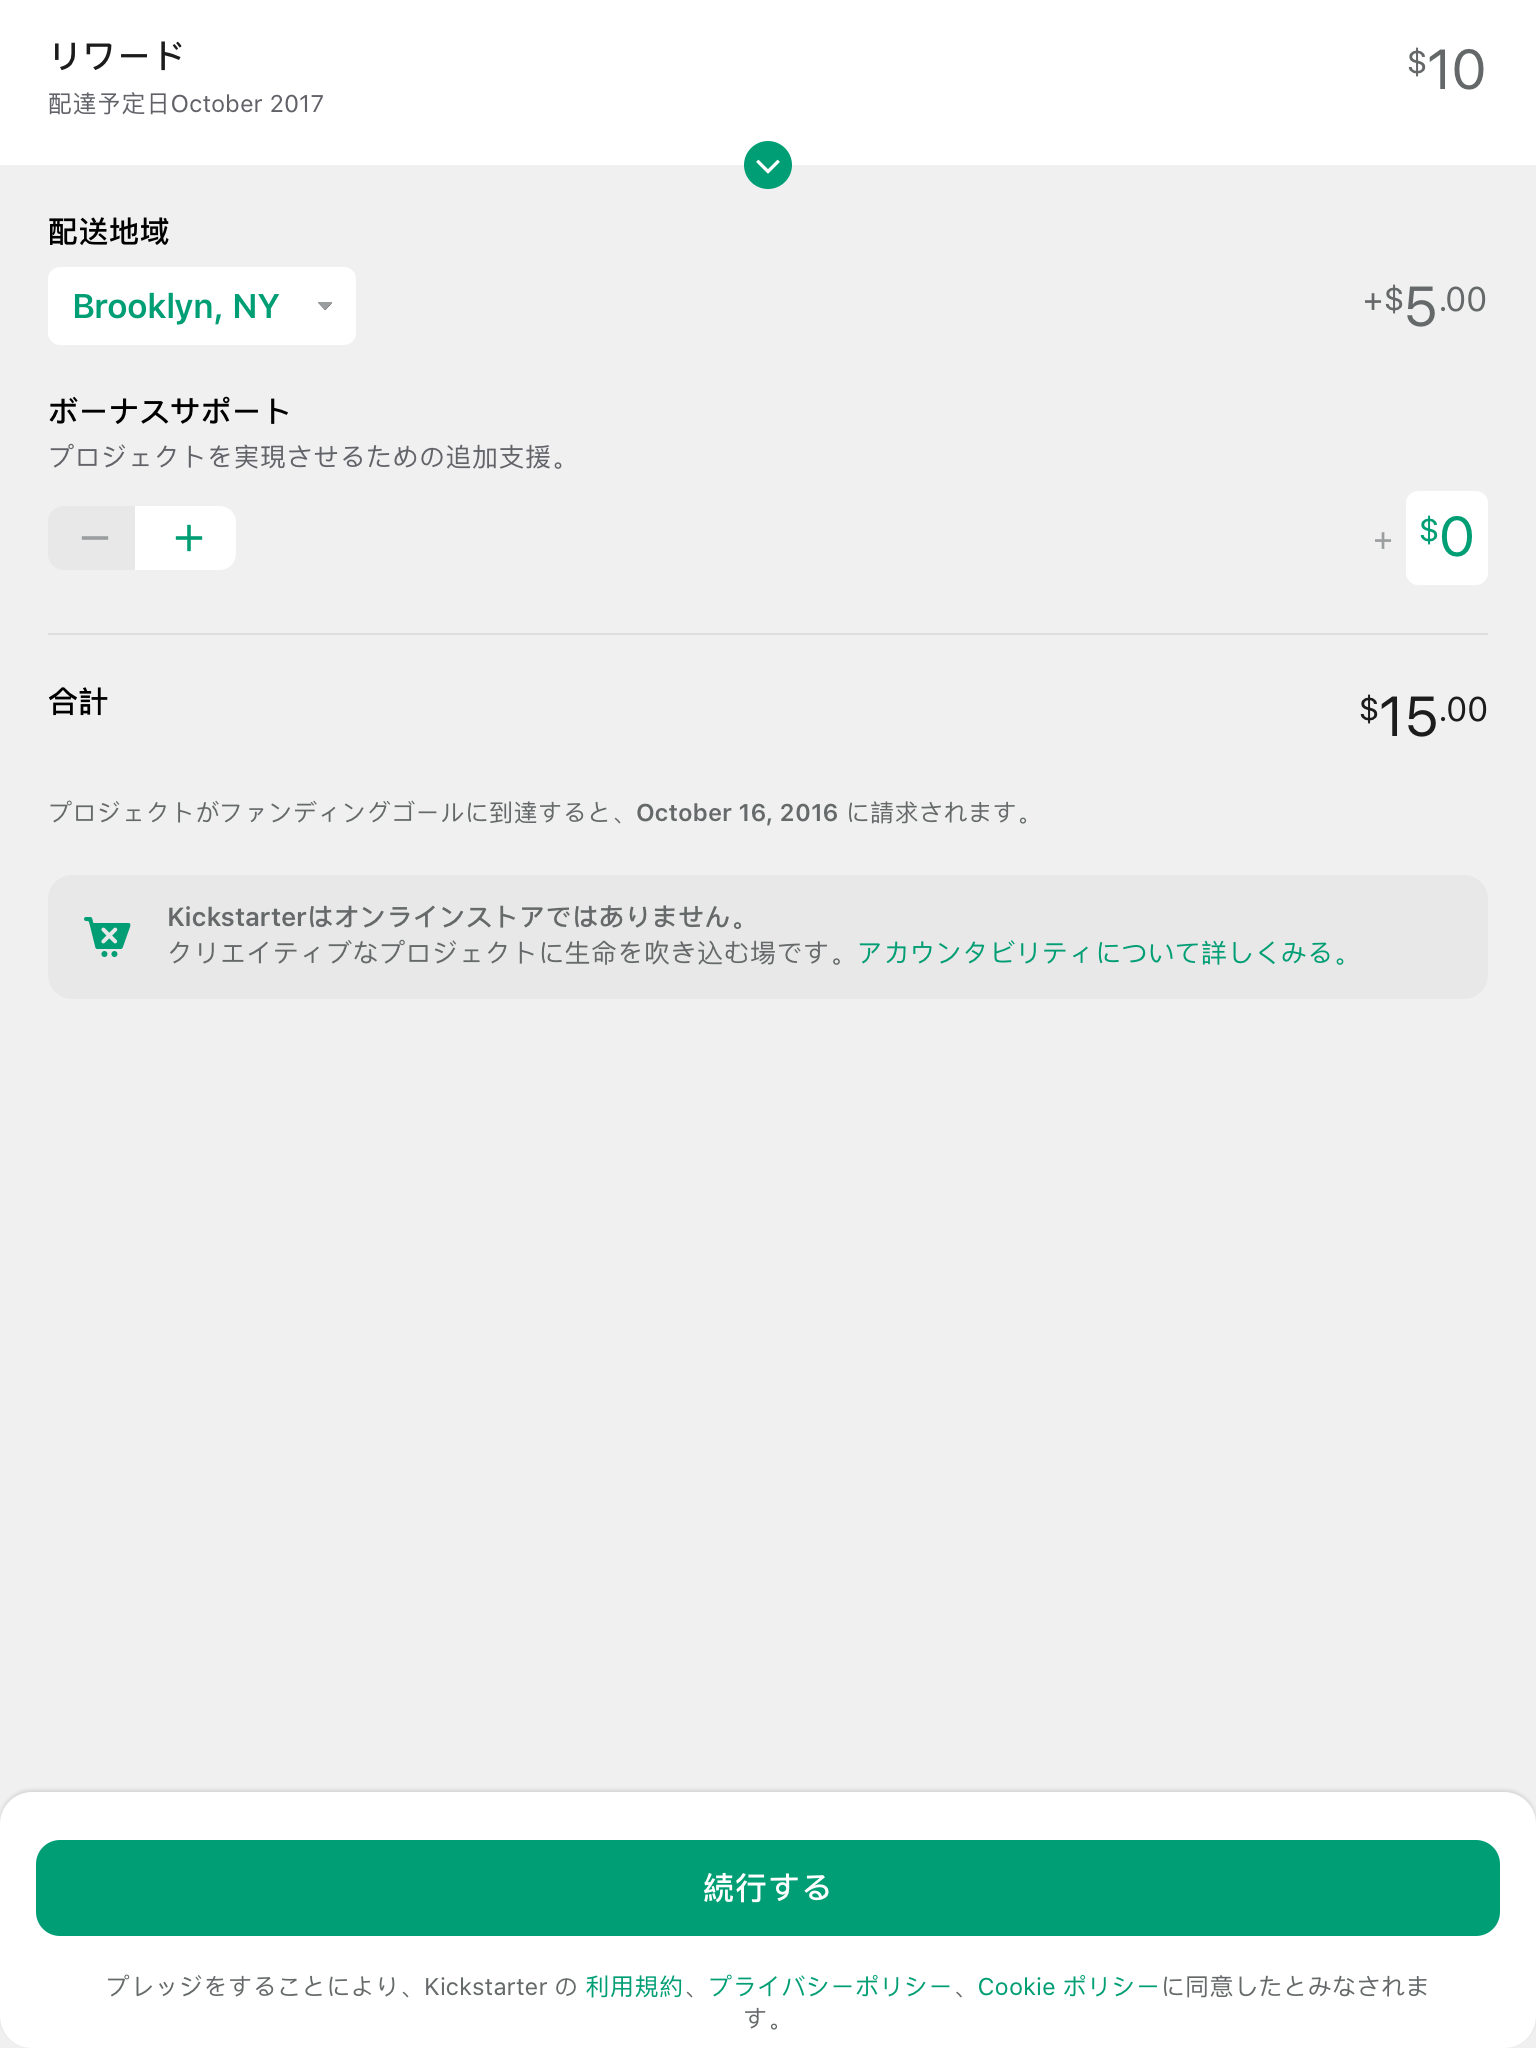 リワード
$10
配達予定日October 2017
配送地域
Brooklyn, NY
+$5.00
ボーナスサポート
プロジェクトを実現させるための追加支援。
− +
+ $0
合計
$15.00
プロジェクトがファンディングゴールに到達すると、October 16, 2016 に請求されます。
Kickstarterはオンラインストアではありません。
クリエイティブなプロジェクトに生命を吹き込む場です。アカウンタビリティについて詳しくみる。
続行する
プレッジをすることにより、Kickstarter の 利用規約、プライバシーポリシー、Cookie ポリシーに同意したとみなされま
す。